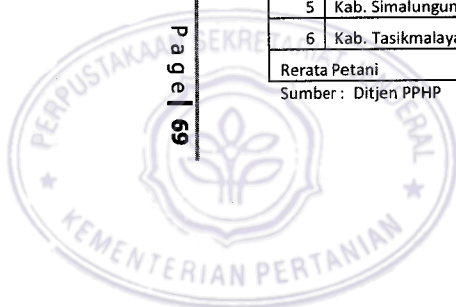 5 Kab. Simalungun
6 Kab. Tasikmalaya
Rerata Petani
Sumber : Ditjen PPHP
Page | 69
PERPUSTAKAAN SEKRETARIAT JENDERAL
KEMENTERIAN PERTANIAN